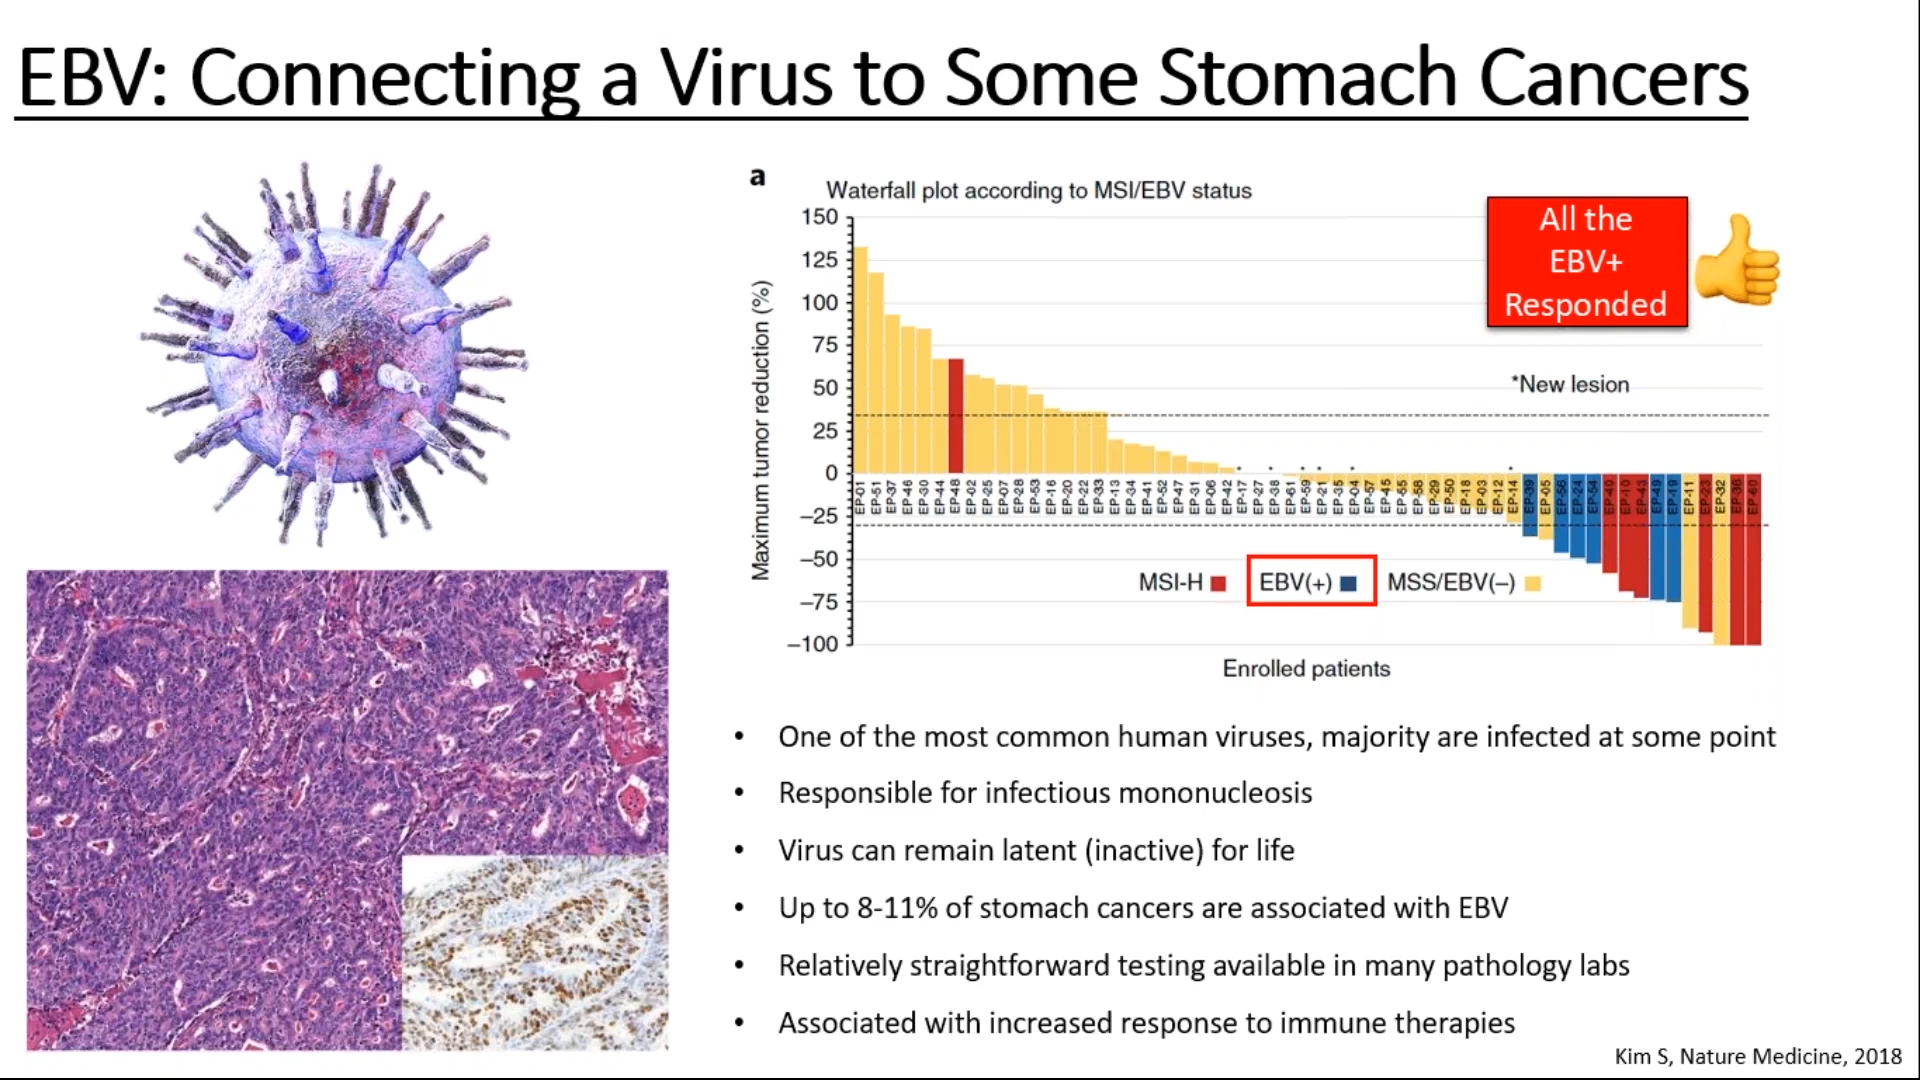 EBV: Connecting a Virus to Some Stomach Cancers
a
Waterfall plot according to MSI/EBV status
All the
EBV+
Responded
Maximum tumor reduction (%)
150
125
100
75
50
25
0
–25
–50
–75
–100
*New lesion
EP-01 EP-51 EP-37 EP-46 EP-30 EP-44 EP-48 EP-02 EP-25 EP-07 EP-28 EP-53 EP-16 EP-20 EP-22 EP-33 EP-13 EP-34 EP-41 EP-52 EP-47 EP-31 EP-06 EP-42 EP-17 EP-27 EP-38 EP-61 EP-59 EP-21 EP-35 EP-04 EP-57 EP-45 EP-55 EP-58 EP-29 EP-50 EP-18 EP-03 EP-12 EP-14 EP-39 EP-05 EP-56 EP-24 EP-54 EP-40 EP-10 EP-43 EP-49 EP-19 EP-11 EP-23 EP-32 EP-36 EP-60
MSI-H EBV(+) MSS/EBV(–)
Enrolled patients
• One of the most common human viruses, majority are infected at some point
• Responsible for infectious mononucleosis
• Virus can remain latent (inactive) for life
• Up to 8-11% of stomach cancers are associated with EBV
• Relatively straightforward testing available in many pathology labs
• Associated with increased response to immune therapies
Kim S, Nature Medicine, 2018